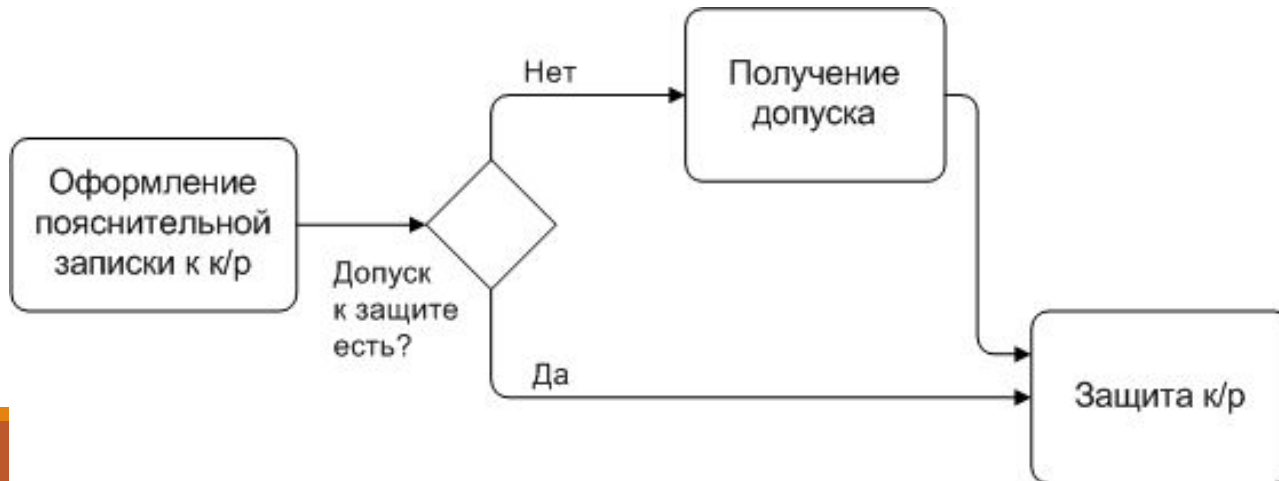 Оформление
пояснительной
записки к к/р
Допуск
к защите
есть?
Нет
Получение
допуска
Да
Защита к/р